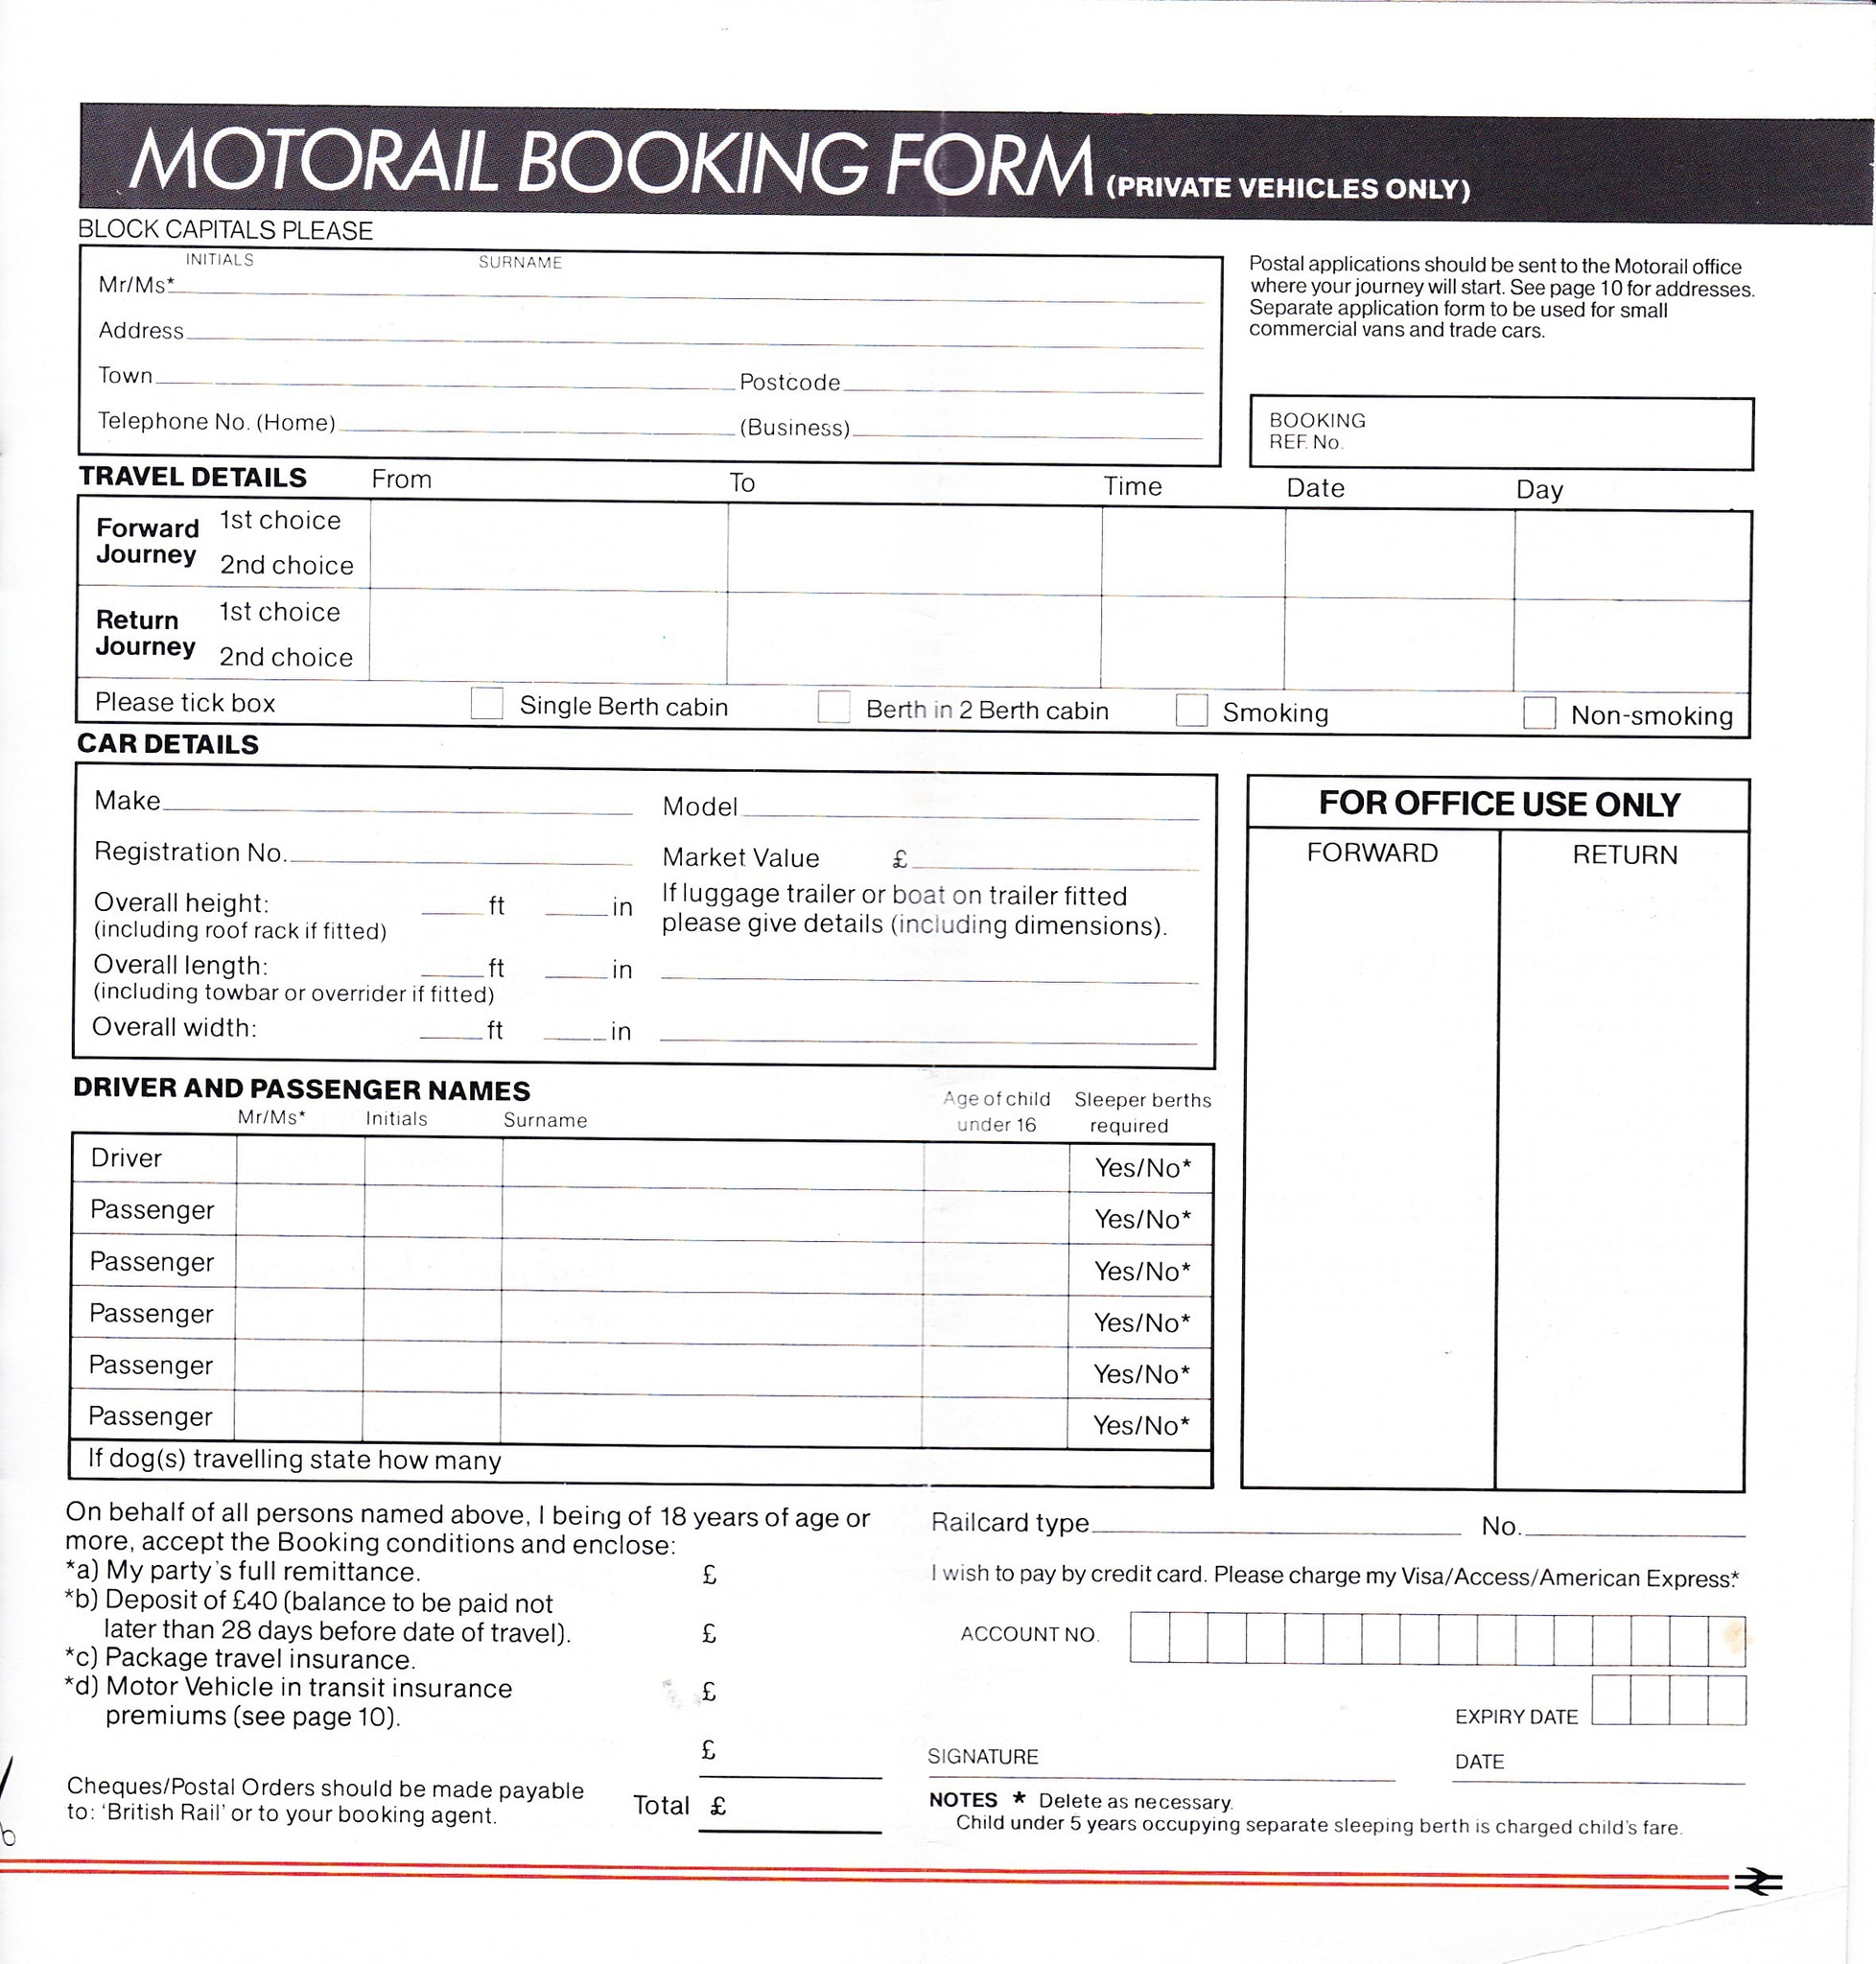 MOTORAIL BOOKING FORM (PRIVATE VEHICLES ONLY)
BLOCK CAPITALS PLEASE
INITIALS SURNAME
Mr/Ms*
Address
Town Postcode
Telephone No. (Home) (Business)
Postal applications should be sent to the Motorail office
where your journey will start. See page 10 for addresses.
Separate application form to be used for small
commercial vans and trade cars.
BOOKING
REF. No.
TRAVEL DETAILS From To Time Date Day
Forward Journey 1st choice
2nd choice
Return Journey 1st choice
2nd choice
Please tick box Single Berth cabin Berth in 2 Berth cabin Smoking Non-smoking
CAR DETAILS
Make Model
Registration No. Market Value £
Overall height: ft in
(including roof rack if fitted)
If luggage trailer or boat on trailer fitted
please give details (including dimensions).
Overall length: ft in
(including towbar or overrider if fitted)
Overall width: ft in
FOR OFFICE USE ONLY
FORWARD RETURN
DRIVER AND PASSENGER NAMES
Mr/Ms* Initials Surname Age of child under 16 Sleeper berths required
Driver Yes/No*
Passenger Yes/No*
Passenger Yes/No*
Passenger Yes/No*
Passenger Yes/No*
Passenger Yes/No*
If dog(s) travelling state how many
On behalf of all persons named above, I being of 18 years of age or
more, accept the Booking conditions and enclose:
*a) My party's full remittance. £
*b) Deposit of £40 (balance to be paid not
later than 28 days before date of travel). £
*c) Package travel insurance.
*d) Motor Vehicle in transit insurance £
premiums (see page 10).
£
Cheques/Postal Orders should be made payable
to: 'British Rail' or to your booking agent.
Total £
Railcard type No.
I wish to pay by credit card. Please charge my Visa/Access/American Express*.
ACCOUNT NO.
EXPIRY DATE
SIGNATURE DATE
NOTES * Delete as necessary.
Child under 5 years occupying separate sleeping berth is charged child's fare.